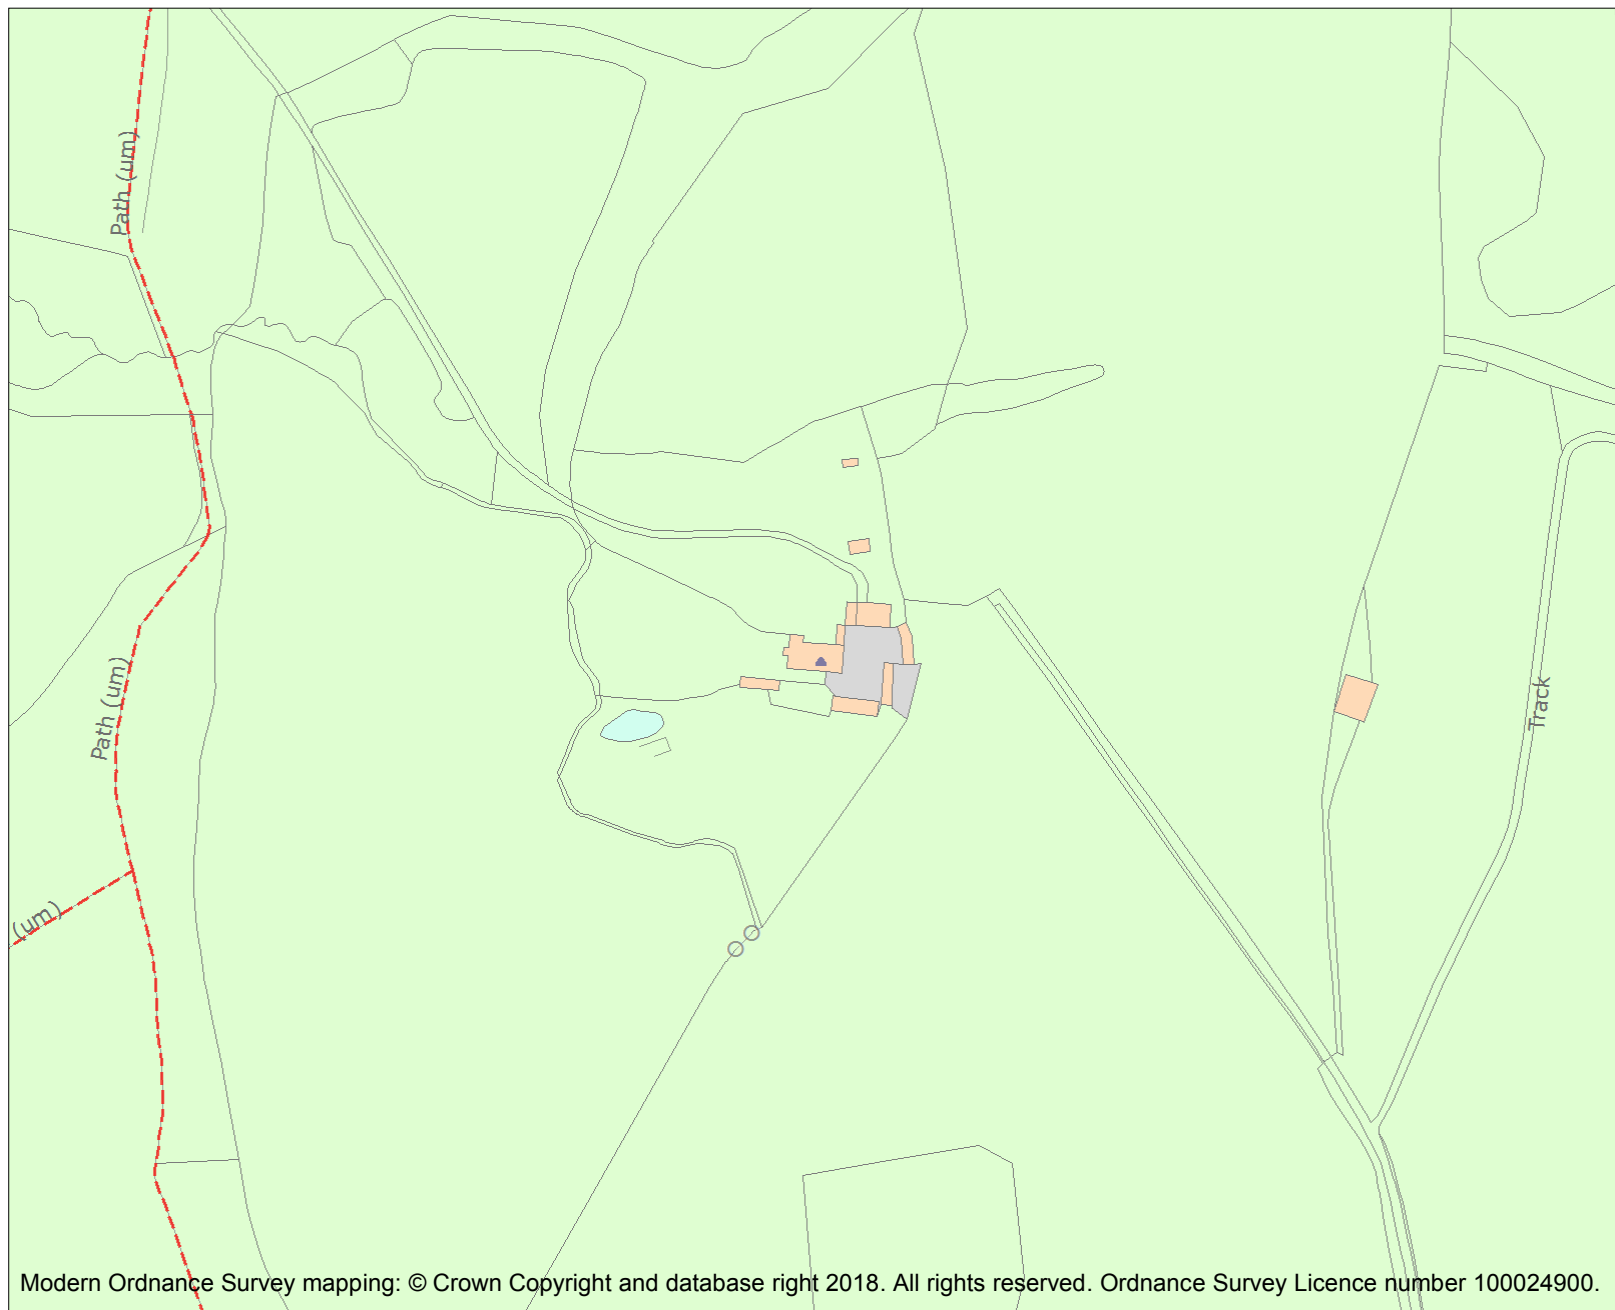 Path (um)
Path (um)
Track
(um)
Modern Ordnance Survey mapping: © Crown Copyright and database right 2018. All rights reserved. Ordnance Survey Licence number 100024900.